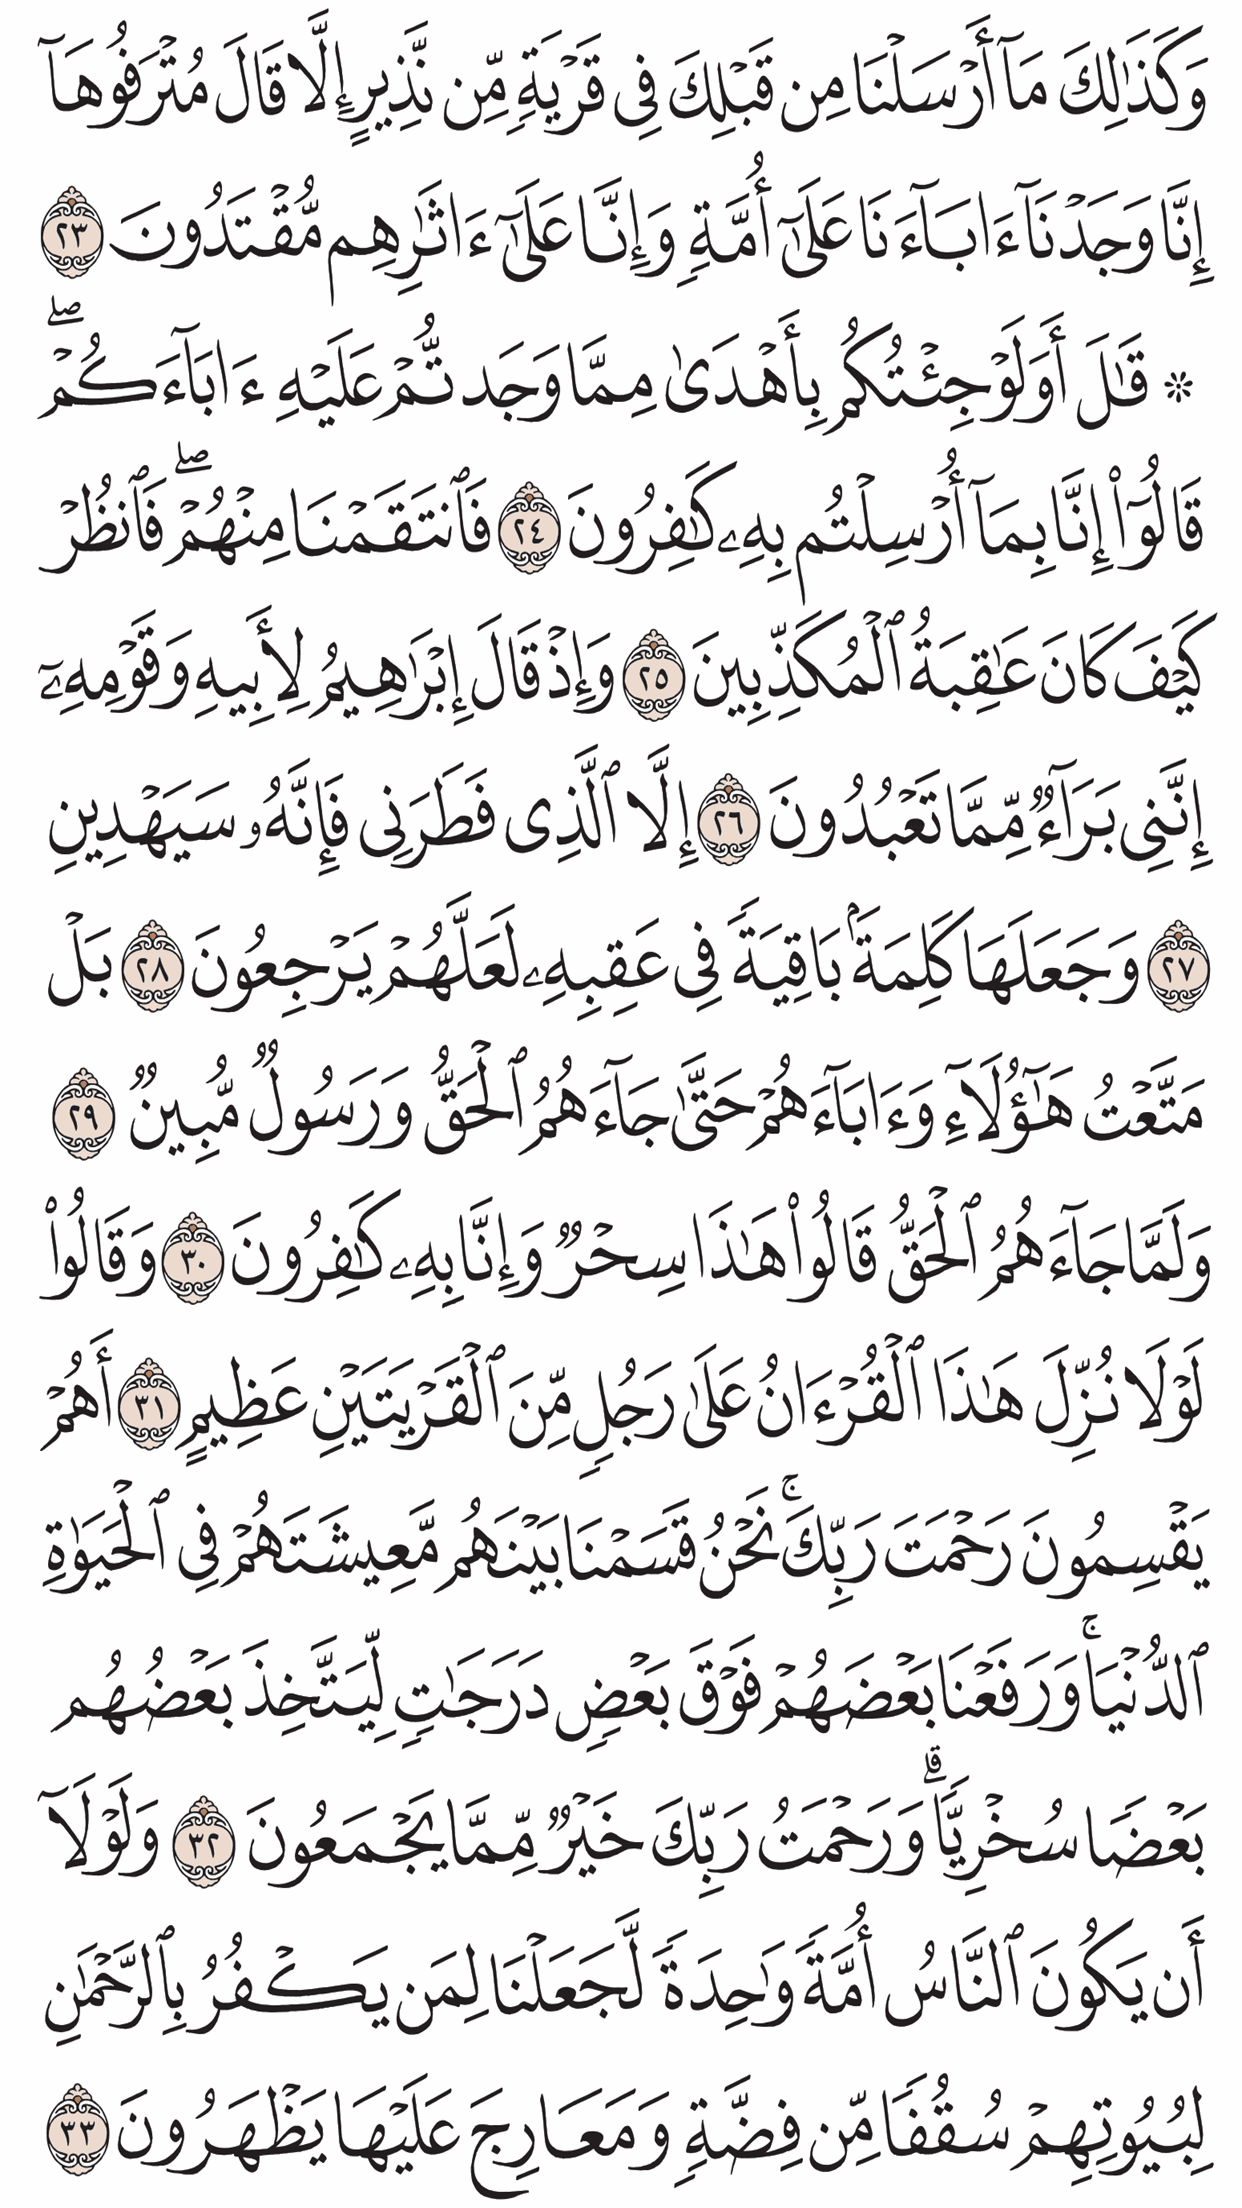 وَكَذَٰلِكَ مَآ أَرْسَلْنَا مِن قَبْلِكَ فِى قَرْيَةٍ مِّن نَّذِيرٍ إِلَّا قَالَ مُتْرَفُوهَآ
إِنَّا وَجَدْنَآ ءَابَآءَنَا عَلَىٰٓ أُمَّةٍ وَإِنَّا عَلَىٰٓ ءَاثَٰرِهِم مُّقْتَدُونَ ٢٣
۞ قَٰلَ أَوَلَوْ جِئْتُكُم بِأَهْدَىٰ مِمَّا وَجَدتُّمْ عَلَيْهِ ءَابَآءَكُمْۖ
قَالُوٓا۟ إِنَّا بِمَآ أُرْسِلْتُم بِهِۦ كَٰفِرُونَ ٢٤ فَٱنتَقَمْنَا مِنْهُمْۖ فَٱنظُرْ
كَيْفَ كَانَ عَٰقِبَةُ ٱلْمُكَذِّبِينَ ٢٥ وَإِذْ قَالَ إِبْرَٰهِيمُ لِأَبِيهِ وَقَوْمِهِۦٓ
إِنَّنِى بَرَآءٌ مِّمَّا تَعْبُدُونَ ٢٦ إِلَّا ٱلَّذِى فَطَرَنِى فَإِنَّهُۥ سَيَهْدِينِ
٢٧ وَجَعَلَهَا كَلِمَةًۢ بَاقِيَةً فِى عَقِبِهِۦ لَعَلَّهُمْ يَرْجِعُونَ ٢٨ بَلْ
مَتَّعْتُ هَٰٓؤُلَآءِ وَءَابَآءَهُمْ حَتَّىٰ جَآءَهُمُ ٱلْحَقُّ وَرَسُولٌ مُّبِينٌ ٢٩
وَلَمَّا جَآءَهُمُ ٱلْحَقُّ قَالُوا۟ هَٰذَا سِحْرٌ وَإِنَّا بِهِۦ كَٰفِرُونَ ٣٠ وَقَالُوا۟
لَوْلَا نُزِّلَ هَٰذَا ٱلْقُرْءَانُ عَلَىٰ رَجُلٍ مِّنَ ٱلْقَرْيَتَيْنِ عَظِيمٍ ٣١ أَهُمْ
يَقْسِمُونَ رَحْمَتَ رَبِّكَۚ نَحْنُ قَسَمْنَا بَيْنَهُم مَّعِيشَتَهُمْ فِى ٱلْحَيَوٰةِ
ٱلدُّنْيَاۚ وَرَفَعْنَا بَعْضَهُمْ فَوْقَ بَعْضٍ دَرَجَٰتٍ لِّيَتَّخِذَ بَعْضُهُم
بَعْضًا سُخْرِيًّاۗ وَرَحْمَتُ رَبِّكَ خَيْرٌ مِّمَّا يَجْمَعُونَ ٣٢ وَلَوْلَآ
أَن يَكُونَ ٱلنَّاسُ أُمَّةً وَٰحِدَةً لَّجَعَلْنَا لِمَن يَكْفُرُ بِٱلرَّحْمَٰنِ
لِبُيُوتِهِمْ سُقُفًا مِّن فِضَّةٍ وَمَعَارِجَ عَلَيْهَا يَظْهَرُونَ ٣٣